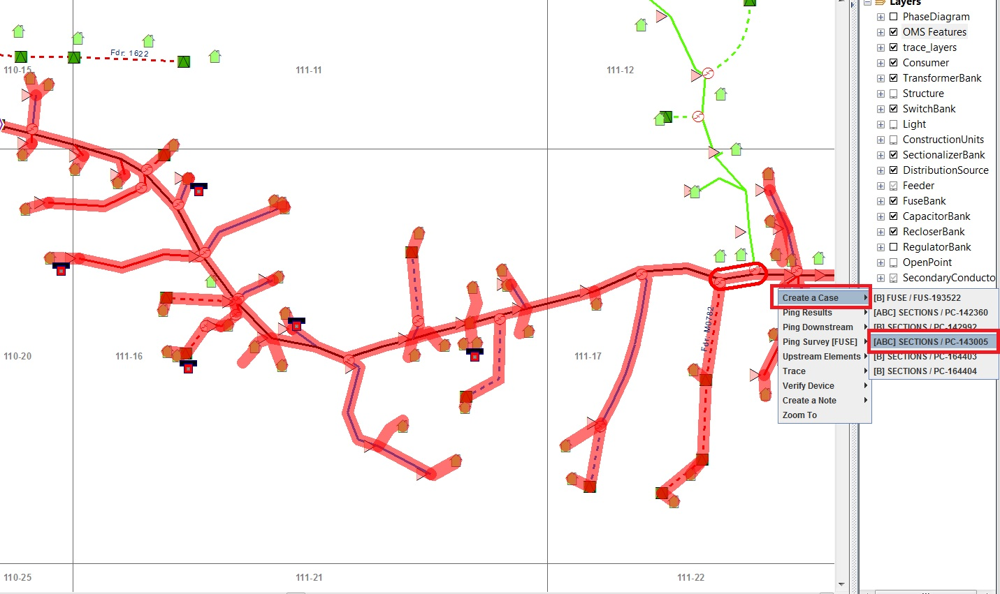 Layers
PhaseDiagram
OMS Features
trace_layers
Consumer
TransformerBank
Structure
SwitchBank
Light
ConstructionUnits
SectionalizerBank
DistributionSource
Feeder
FuseBank
CapacitorBank
RecloserBank
RegulatorBank
OpenPoint
SecondaryConducto
Fdr: 1622
110-15
111-11
111-12
110-20
111-16
111-17
Fdr: M0782
110-25
111-21
111-22
Create a Case
Ping Results
Ping Downstream
Ping Survey [FUSE]
Upstream Elements
Trace
Verify Device
Create a Note
Zoom To
[B] FUSE / FUS-193522
[ABC] SECTIONS / PC-142360
[B] SECTIONS / PC-142992
[ABC] SECTIONS / PC-143005
[B] SECTIONS / PC-164403
[B] SECTIONS / PC-164404